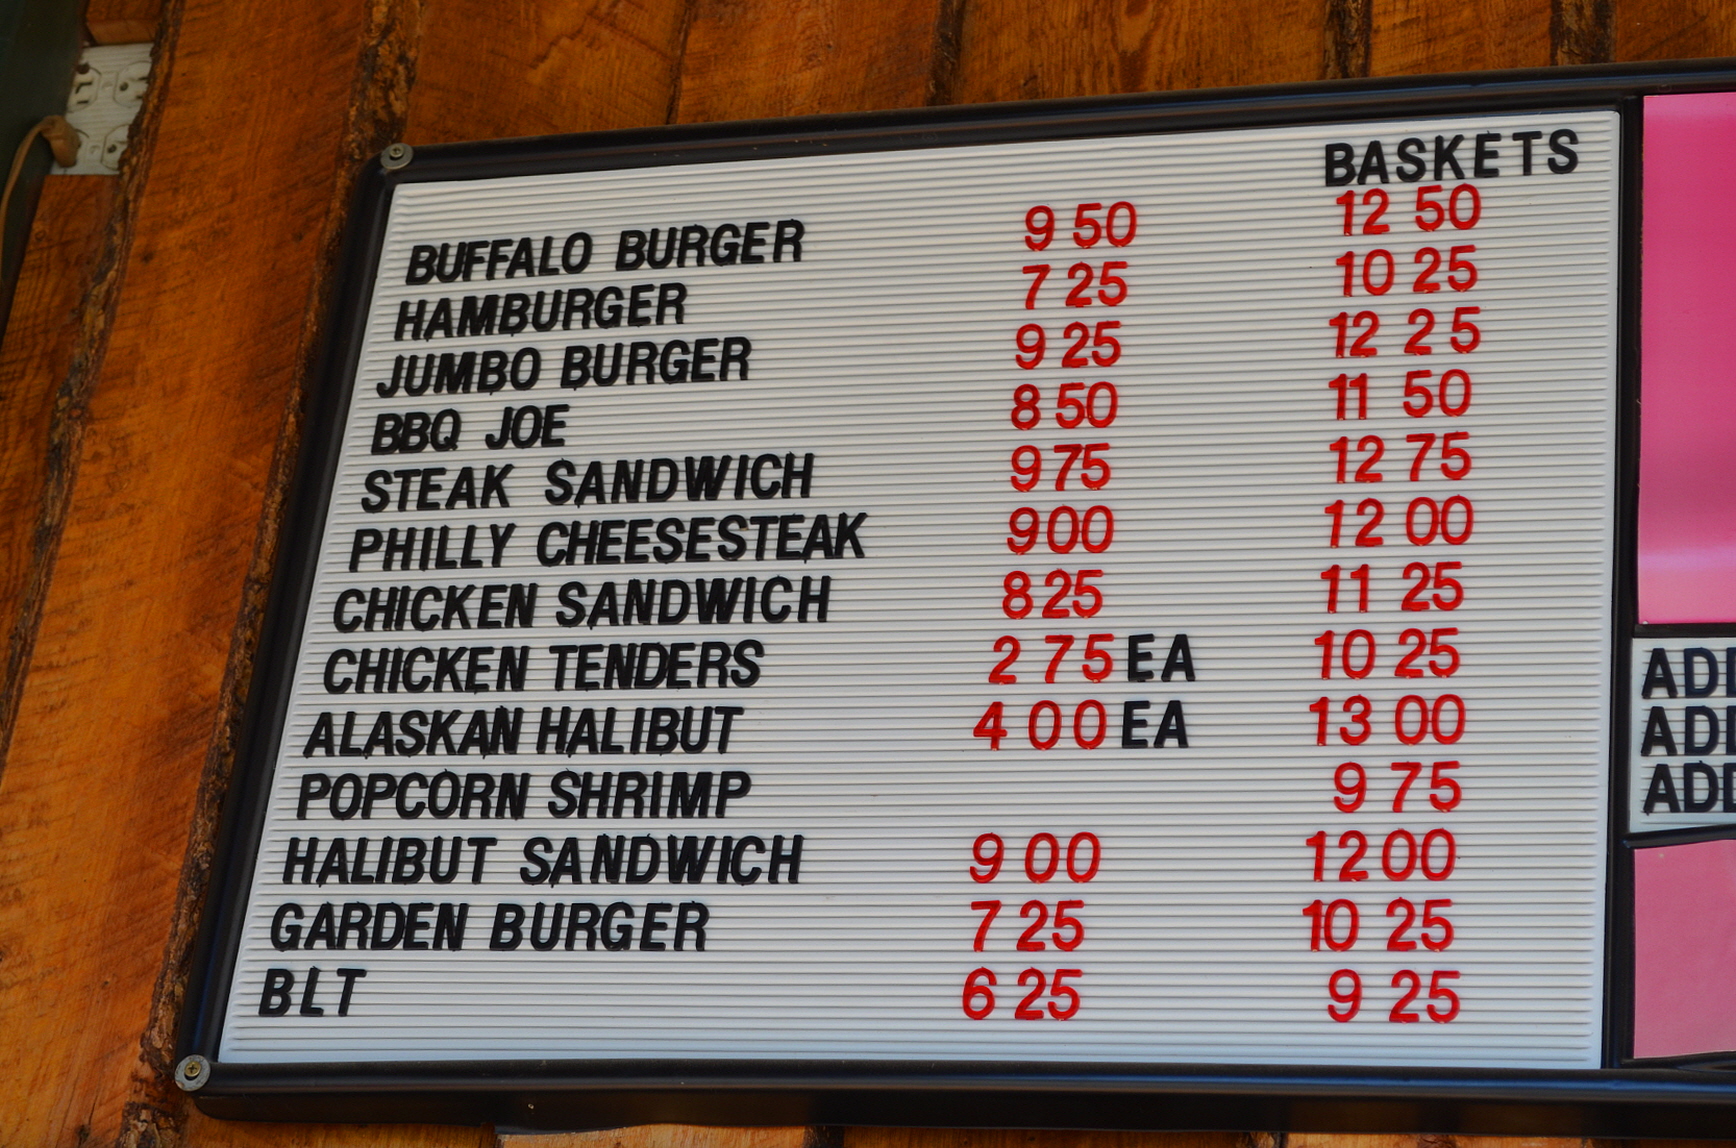 BASKETS
BUFFALO BURGER 9 50 12 50
HAMBURGER 7 25 10 25
JUMBO BURGER 9 25 12 25
BBQ JOE 8 50 11 50
STEAK SANDWICH 9 75 12 75
PHILLY CHEESESTEAK 9 00 12 00
CHICKEN SANDWICH 8 25 11 25
CHICKEN TENDERS 2 75 EA 10 25
ALASKAN HALIBUT 4 00 EA 13 00
POPCORN SHRIMP 9 75
HALIBUT SANDWICH 9 00 12 00
GARDEN BURGER 7 25 10 25
BLT 6 25 9 25